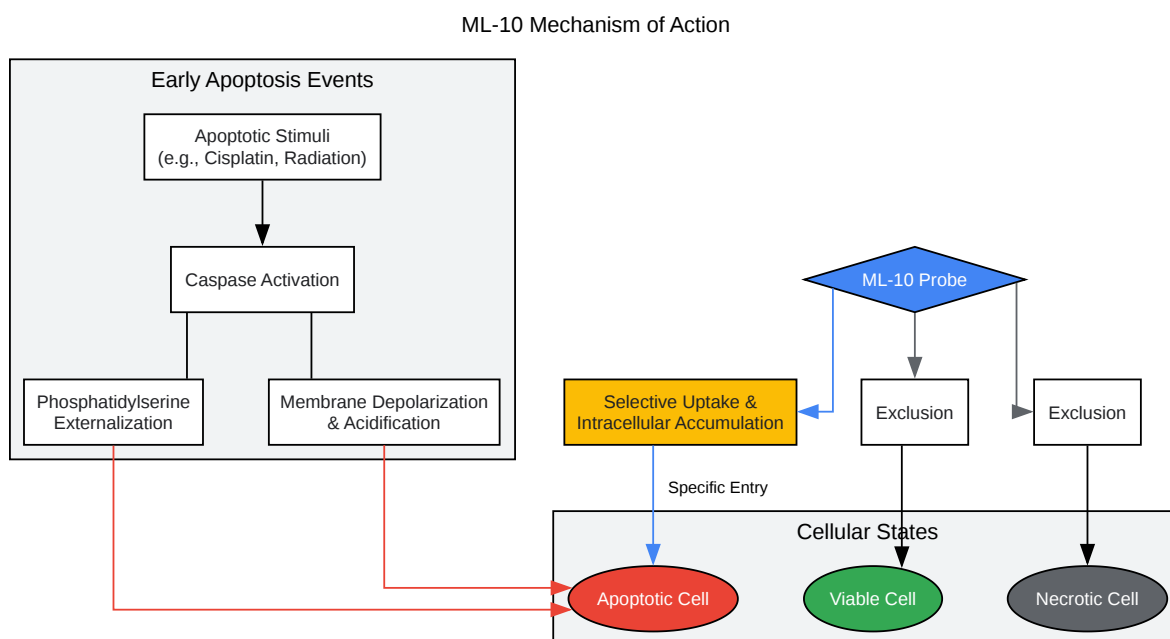 ML-10 Mechanism of Action
Early Apoptosis Events
Apoptotic Stimuli
(e.g., Cisplatin, Radiation)
Caspase Activation
Phosphatidylserine
Externalization
Membrane Depolarization
& Acidification
ML-10 Probe
Selective Uptake &
Intracellular Accumulation
Exclusion
Exclusion
Specific Entry
Cellular States
Apoptotic Cell
Viable Cell
Necrotic Cell